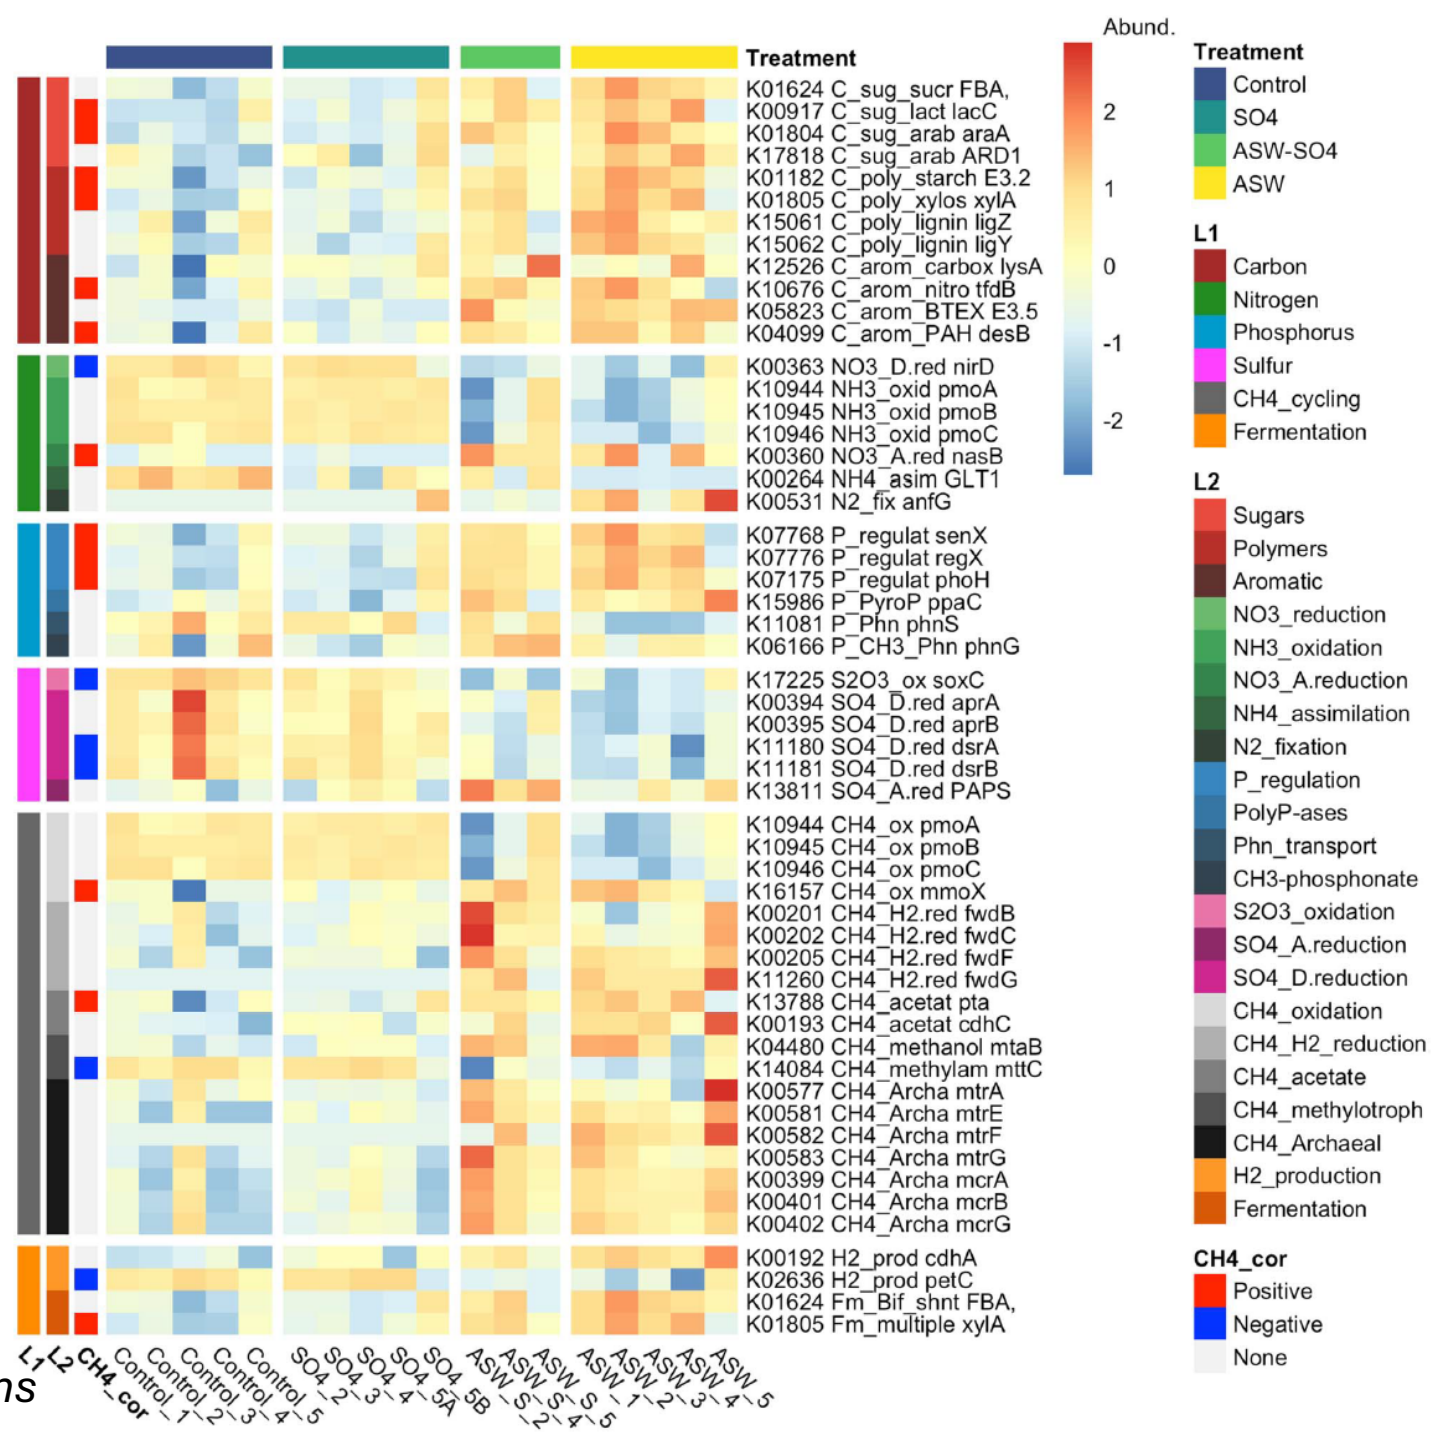 Abund.
2
1
0
-1
-2
Treatment
K01624 C_sug_sucr FBA,
K00917 C_sug_lact lacC
K01804 C_sug_arab araA
K17818 C_sug_arab ARD1
K01182 C_poly_starch E3.2
K01805 C_poly_xylos xylA
K15061 C_poly_lignin ligZ
K15062 C_poly_lignin ligY
K12526 C_arom_carbox lysA
K10676 C_arom_nitro tfdB
K05823 C_arom_BTEX E3.5
K04099 C_arom_PAH desB
K00363 NO3_D.red nirD
K10944 NH3_oxid pmoA
K10945 NH3_oxid pmoB
K10946 NH3_oxid pmoC
K00360 NO3_A.red nasB
K00264 NH4_asim GLT1
K00531 N2_fix anfG
K07768 P_regulat senX
K07776 P_regulat regX
K07175 P_regulat phoH
K15986 P_PyroP ppaC
K11081 P_Phn phnS
K06166 P_CH3_Phn phnG
K17225 S2O3_ox soxC
K00394 SO4_D.red aprA
K00395 SO4_D.red aprB
K11180 SO4_D.red dsrA
K11181 SO4_D.red dsrB
K13811 SO4_A.red PAPS
K10944 CH4_ox pmoA
K10945 CH4_ox pmoB
K10946 CH4_ox pmoC
K16157 CH4_ox mmoX
K00201 CH4_H2.red fwdB
K00202 CH4_H2.red fwdC
K00205 CH4_H2.red fwdF
K11260 CH4_H2.red fwdG
K13788 CH4_acetat pta
K00193 CH4_acetat cdhC
K04480 CH4_methanol mtaB
K14084 CH4_methylam mttC
K00577 CH4_Archa mtrA
K00581 CH4_Archa mtrE
K00582 CH4_Archa mtrF
K00583 CH4_Archa mtrG
K00399 CH4_Archa mcrA
K00401 CH4_Archa mcrB
K00402 CH4_Archa mcrG
K00192 H2_prod cdhA
K02636 H2_prod petC
K01624 Fm_Bif_shnt FBA,
K01805 Fm_multiple xylA
L1
L2
CH4_cor
Control_1
Control_2
Control_3
Control_4
Control_5
SO4_2
SO4_3
SO4_4
SO4_5A
SO4_5B
ASW_S_2
ASW_S_4
ASW_S_5
ASW_1
ASW_2
ASW_3
ASW_4
ASW_5
ns
Treatment
Control
SO4
ASW-SO4
ASW
L1
Carbon
Nitrogen
Phosphorus
Sulfur
CH4_cycling
Fermentation
L2
Sugars
Polymers
Aromatic
NO3_reduction
NH3_oxidation
NO3_A.reduction
NH4_assimilation
N2_fixation
P_regulation
PolyP-ases
Phn_transport
CH3-phosphonate
S2O3_oxidation
SO4_A.reduction
SO4_D.reduction
CH4_oxidation
CH4_H2_reduction
CH4_acetate
CH4_methylotroph
CH4_Archaeal
H2_production
Fermentation
CH4_cor
Positive
Negative
None